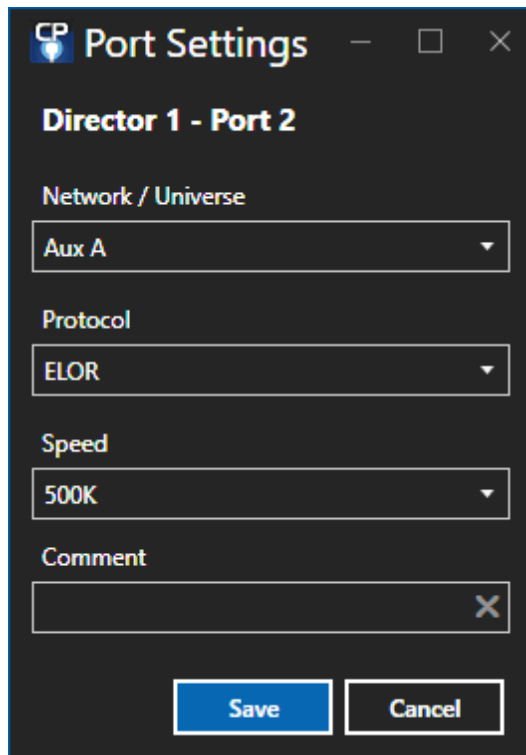 CP Port Settings
Director 1 - Port 2
Network / Universe
Aux A
Protocol
ELOR
Speed
500K
Comment
Save Cancel